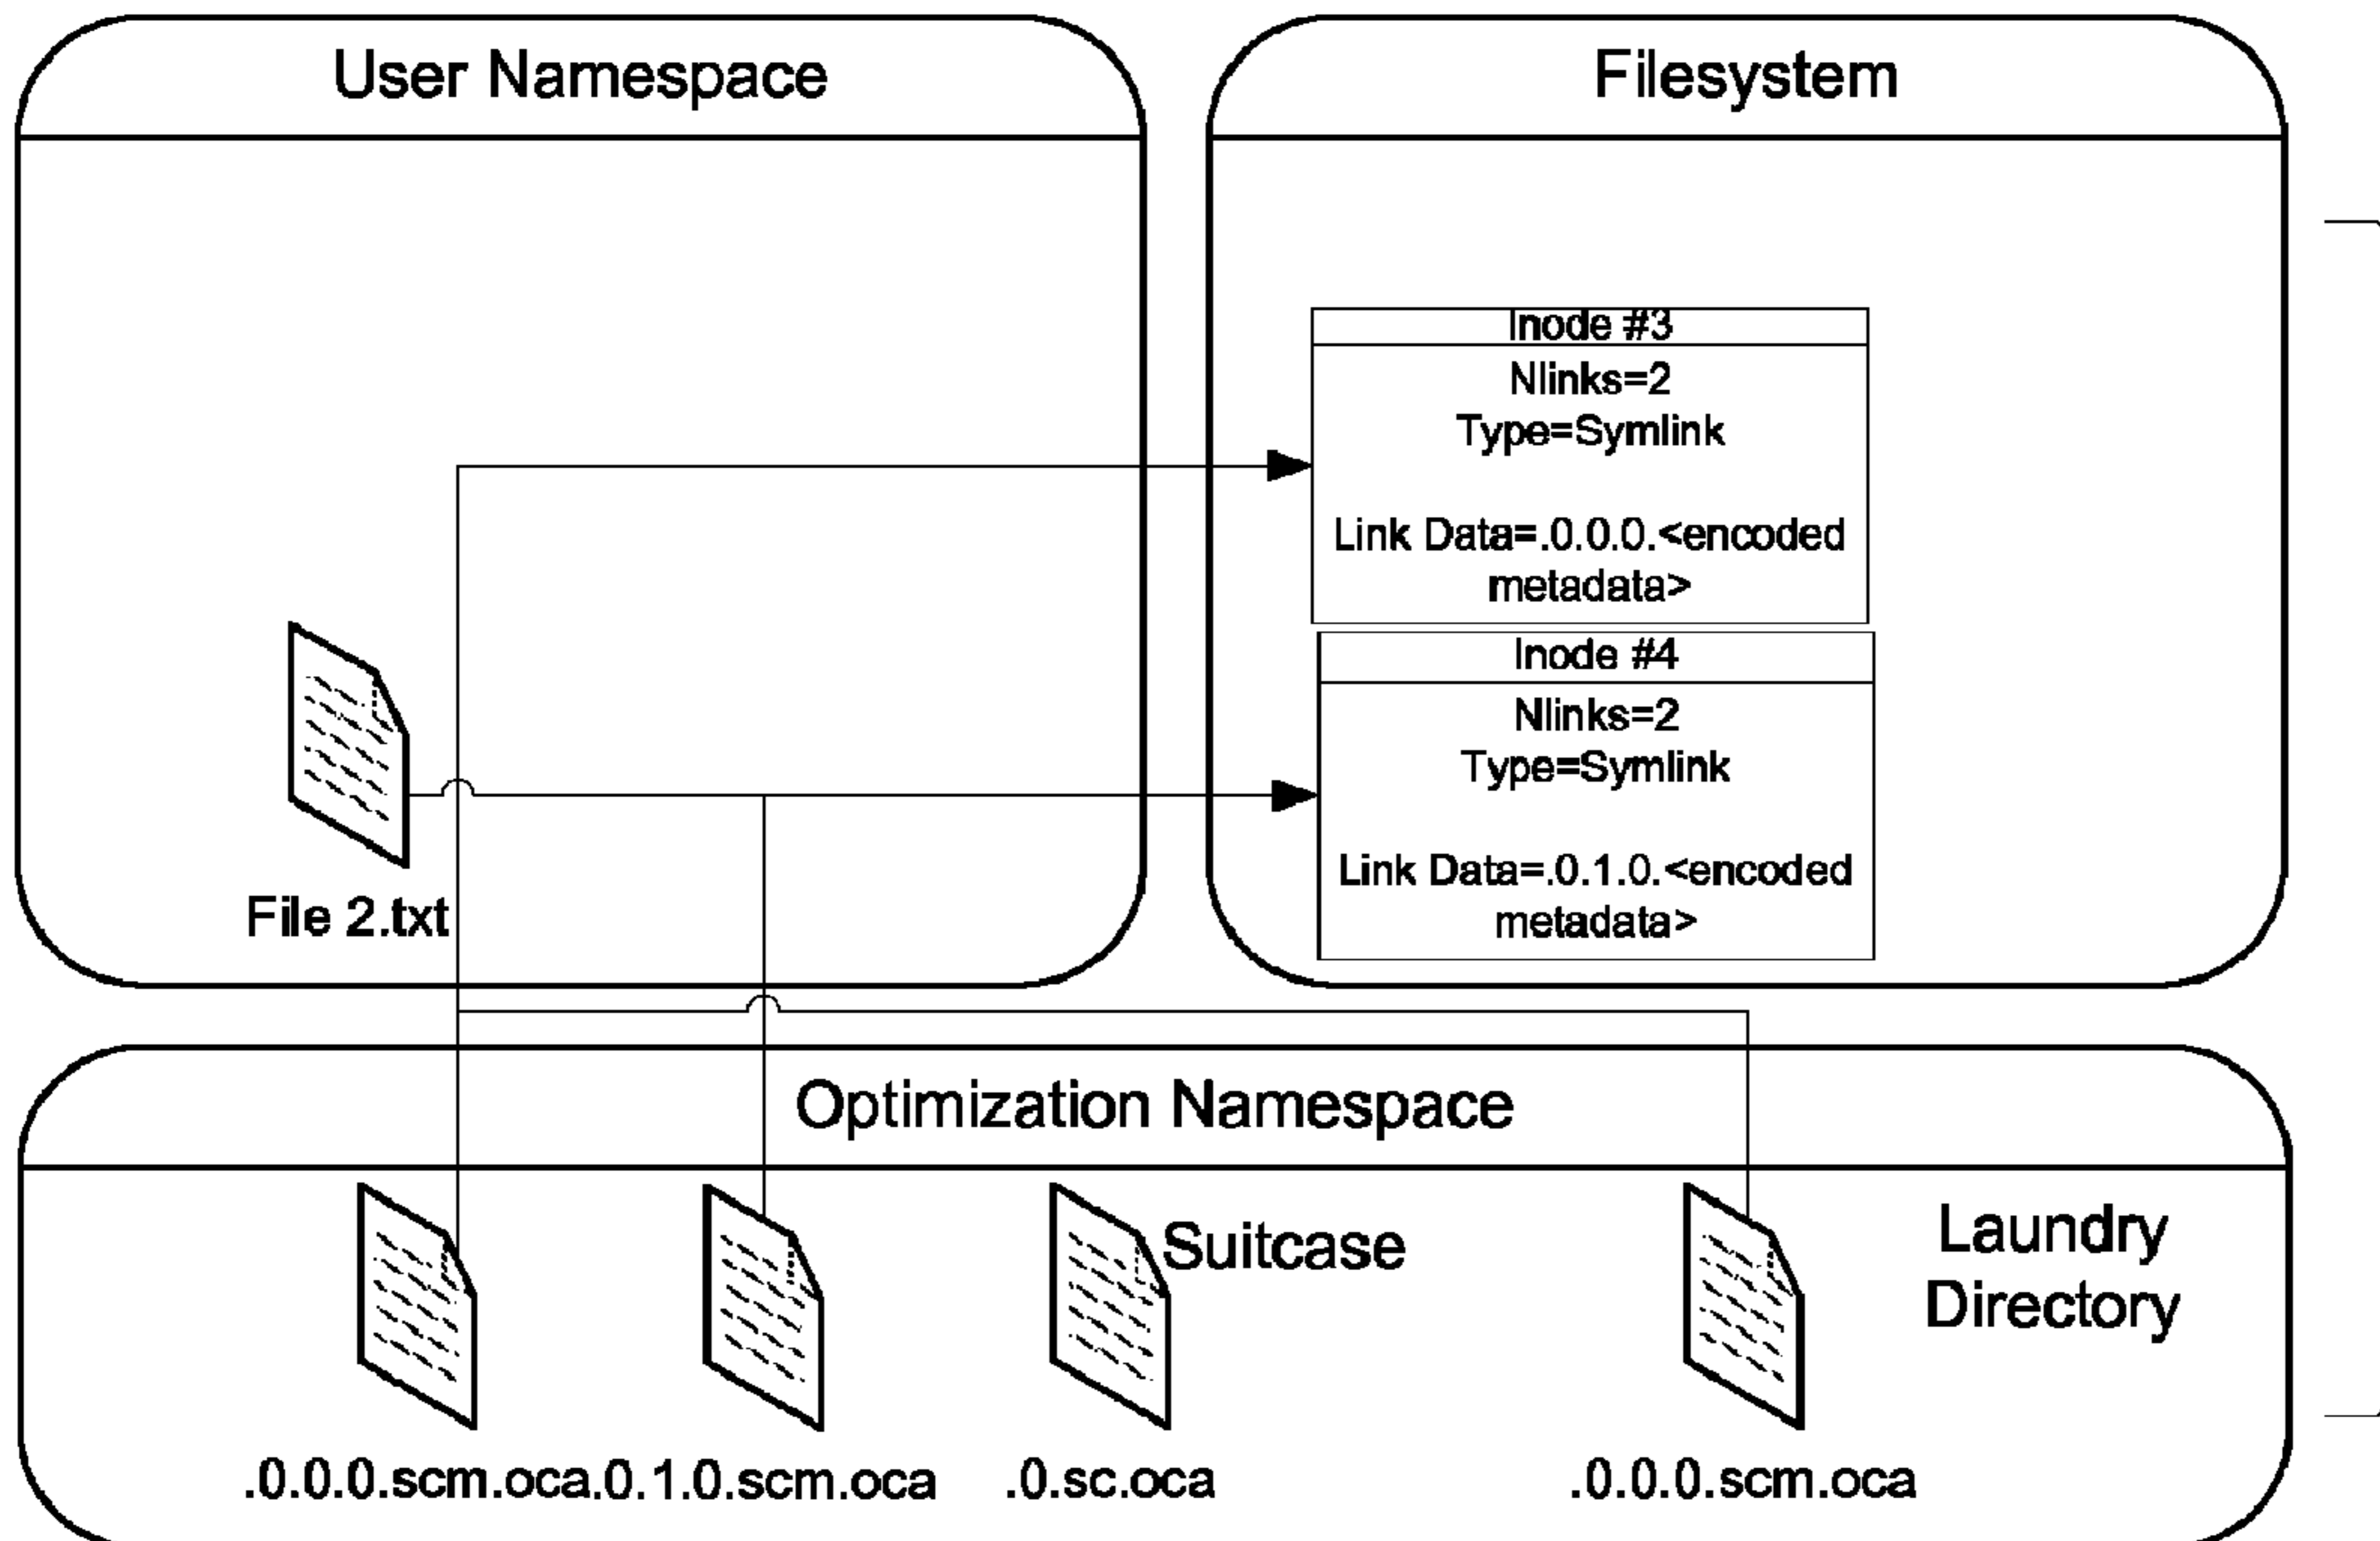 User Namespace
Filesystem
Inode #3
Nlinks=2
Type=Symlink
Link Data=.0.0.0.<encoded
metadata>
Inode #4
Nlinks=2
Type=Symlink
Link Data=.0.1.0.<encoded
metadata>
File 2.txt
Optimization Namespace
Suitcase
Laundry
Directory
.0.0.0.scm.oca
.0.1.0.scm.oca
.0.sc.oca
.0.0.0.scm.oca